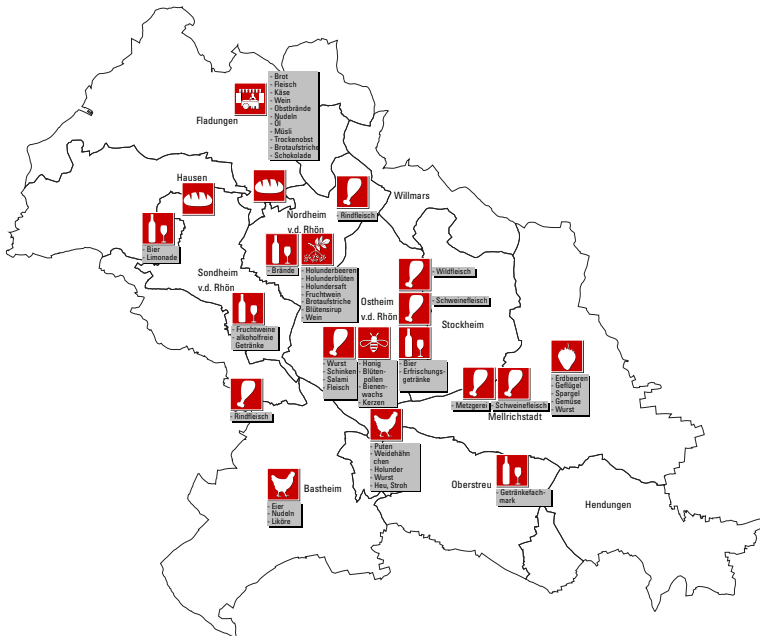 - Brot
- Fleisch
- Käse
- Wein
- Obstbrände
- Nudeln
- Öl
- Müsli
- Trockenobst
- Brotaufstriche
- Schokolade
Fladungen
Hausen
Willmars
- Rindfleisch
Nordheim
v.d. Rhön
- Bier
- Limonade
- Brände
- Holunderbeeren
- Holunderblüten
- Holundersaft
- Fruchtwein
- Brotaufstriche
- Blütensirup
- Wein
Sondheim
v.d. Rhön
- Wildfleisch
- Schweinefleisch
Ostheim
v.d. Rhön
Stockheim
- Fruchtweine
- alkoholfreie
Getränke
- Wurst
- Schinken
- Salami
- Fleisch
- Honig
- Blüten-
pollen
- Bienen-
wachs
- Kerzen
- Bier
- Erfrischungs-
getränke
- Erdbeeren
- Geflügel
- Spargel
- Gemüse
- Wurst
- Metzgerei
- Schweinefleisch
Mellrichstadt
- Rindfleisch
- Puten
- Weidehähn
chen
- Holunder
- Wurst
- Heu, Stroh
Bastheim
- Eier
- Nudeln
- Liköre
Oberstreu
- Getränkefach-
mark
Hendungen